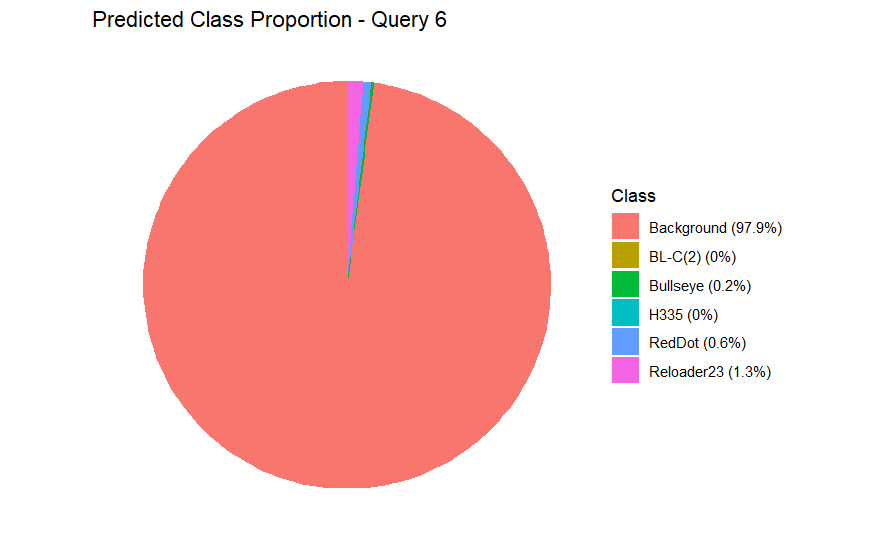 Predicted Class Proportion - Query 6
Class
Background (97.9%)
BL-C(2) (0%)
Bullseye (0.2%)
H335 (0%)
RedDot (0.6%)
Reloader23 (1.3%)